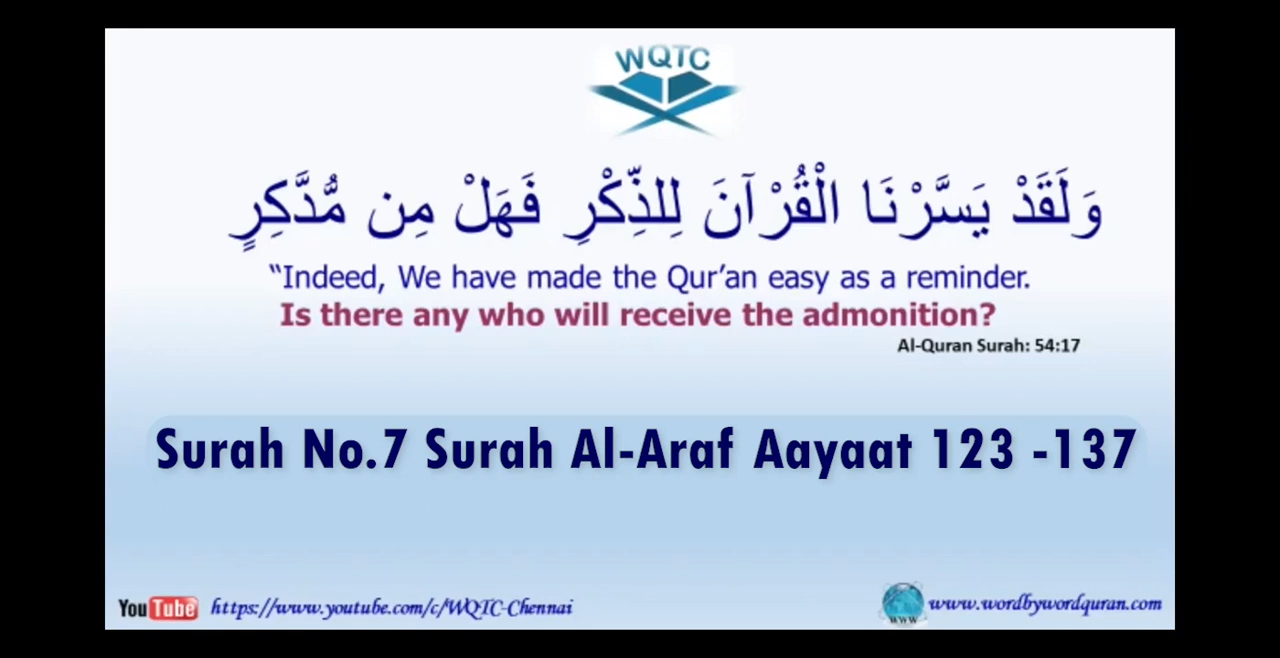 WQTC
وَلَقَدْ يَسَّرْنَا الْقُرْآنَ لِلذِّكْرِ فَهَلْ مِن مُّدَّكِرٍ
“Indeed, We have made the Qur’an easy as a reminder.
Is there any who will receive the admonition?
Al-Quran Surah: 54:17
Surah No.7 Surah Al-Araf Aayaat 123 -137
YouTube https://www.youtube.com/c/WQTC-Chennai
WWW www.wordbywordquran.com